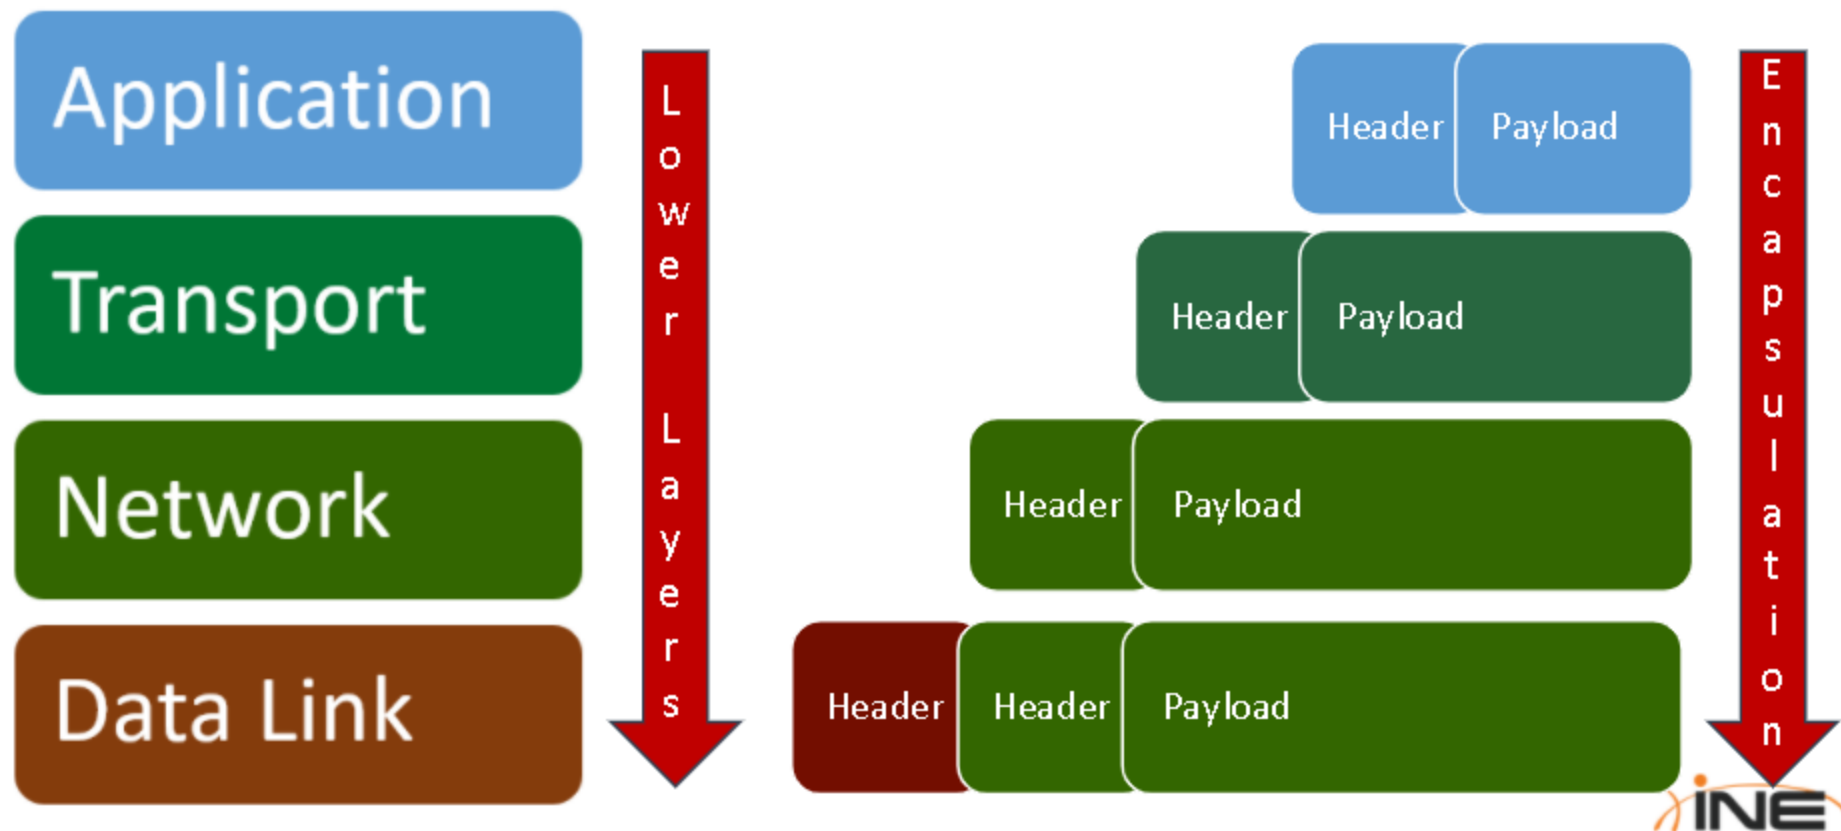 Application
Transport
Network
Data Link
Lower Layers
Header Payload
Header Payload
Header Payload
Header Header Payload
Encapsulation
iNE